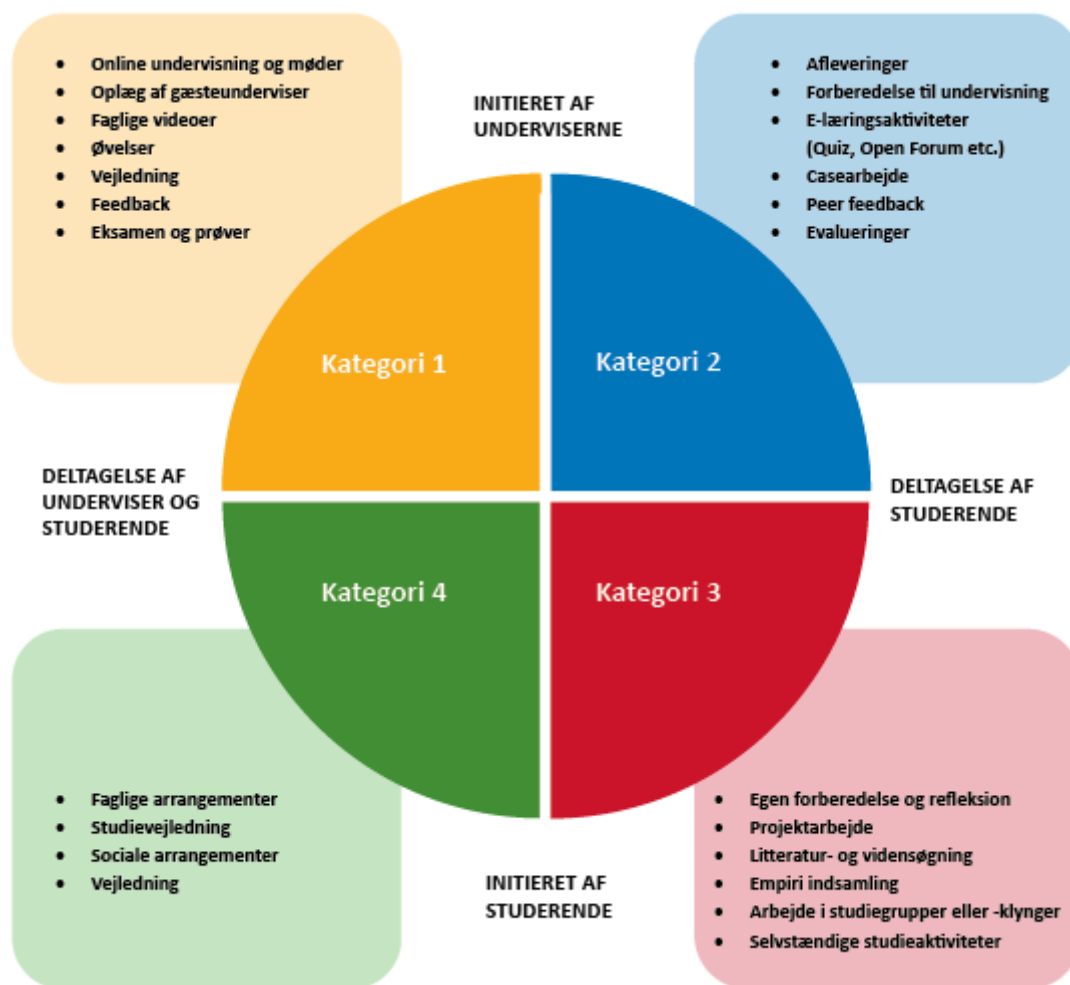 Online undervisning og møder
Oplæg af gæsteunderviser
Faglige videoer
Øvelser
Vejledning
Feedback
Eksamen og prøver
INITIERET AF
UNDERVISERNE
Afleveringer
Forberedelse til undervisning
E-læringsaktiviteter
(Quiz, Open Forum etc.)
Casearbejde
Peer feedback
Evalueringer
Kategori 1
Kategori 2
DELTAGELSE AF
UNDERVISER OG
STUDERENDE
DELTAGELSE AF
STUDERENDE
Kategori 4
Kategori 3
Faglige arrangementer
Studievejledning
Sociale arrangementer
Vejledning
INITIERET AF
STUDERENDE
Egen forberedelse og refleksion
Projektarbejde
Litteratur- og vidensøgning
Empiri indsamling
Arbejde i studiegrupper eller -klynger
Selvstændige studieaktiviteter